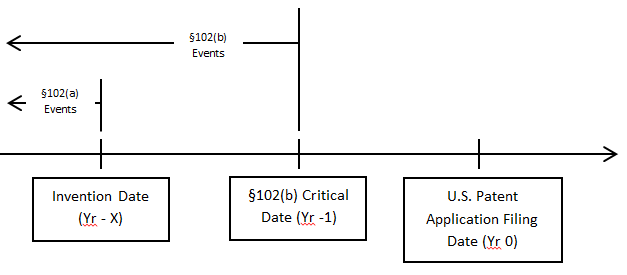 §102(b)
Events
§102(a)
Events
Invention Date
(Yr - X)
§102(b) Critical
Date (Yr -1)
U.S. Patent
Application Filing
Date (Yr 0)